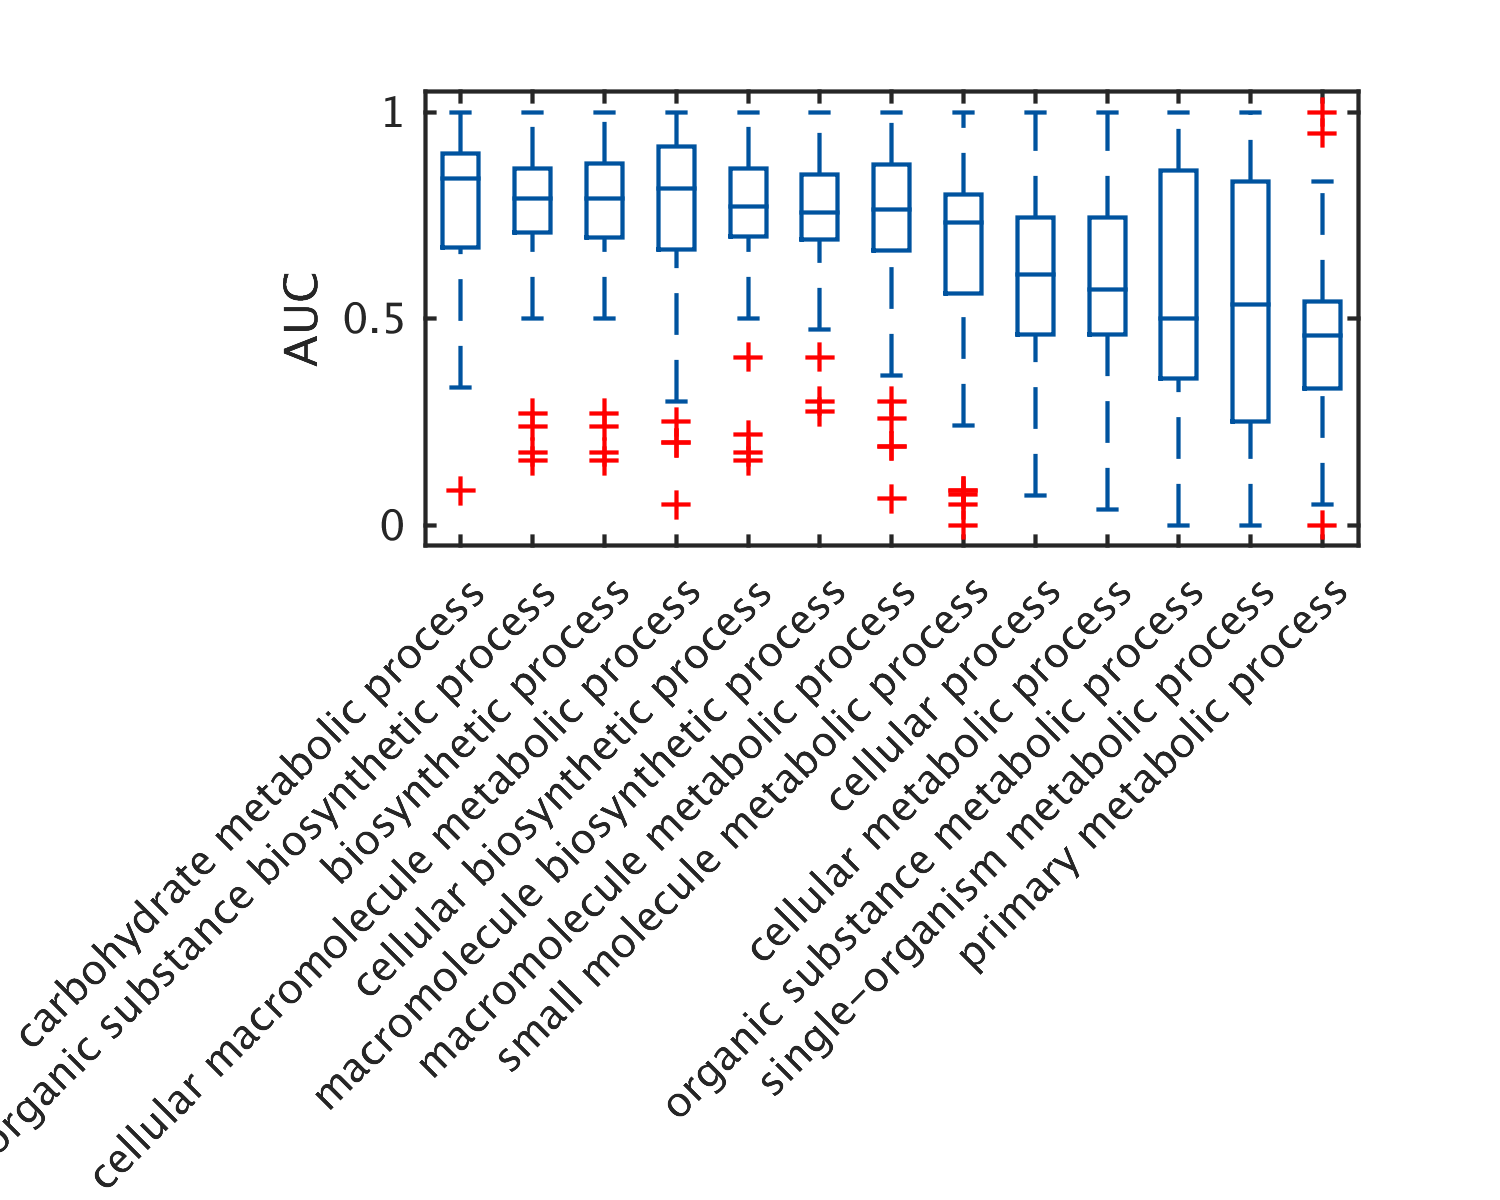 AUC
1
0.5
0
carbohydrate metabolic process
organic substance biosynthetic process
biosynthetic process
cellular macromolecule metabolic process
cellular biosynthetic process
macromolecule biosynthetic process
macromolecule metabolic process
small molecule metabolic process
cellular process
cellular metabolic process
organic substance metabolic process
single−organism metabolic process
primary metabolic process